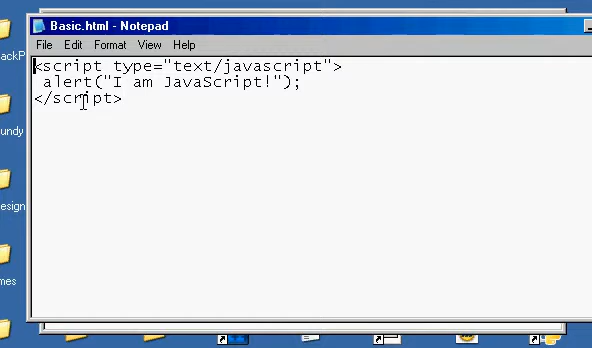 Basic.html - Notepad
File Edit Format View Help
<script type="text/javascript">
alert("I am JavaScript!");
</script>
ackP
undy
esign
mes